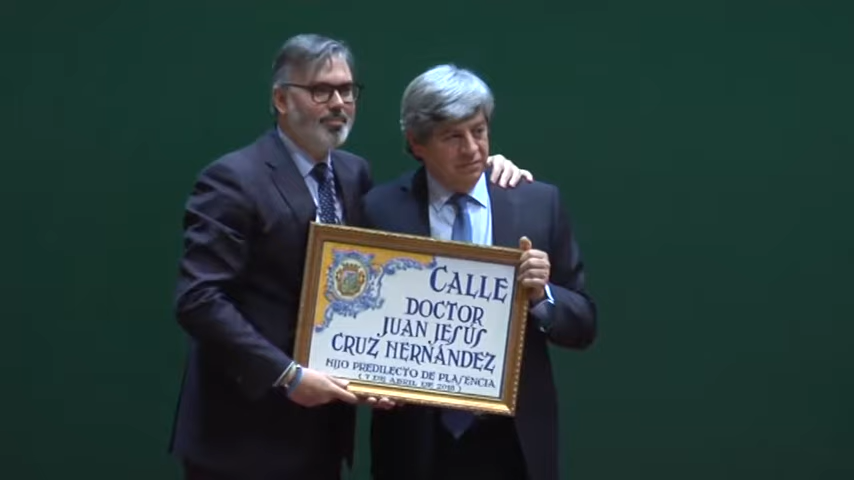 CALLE
DOCTOR
JUAN JESÚS
CRUZ HERNÁNDEZ
HIJO PREDILECTO DE PLASENCIA
(7 DE ABRIL DE 2018)